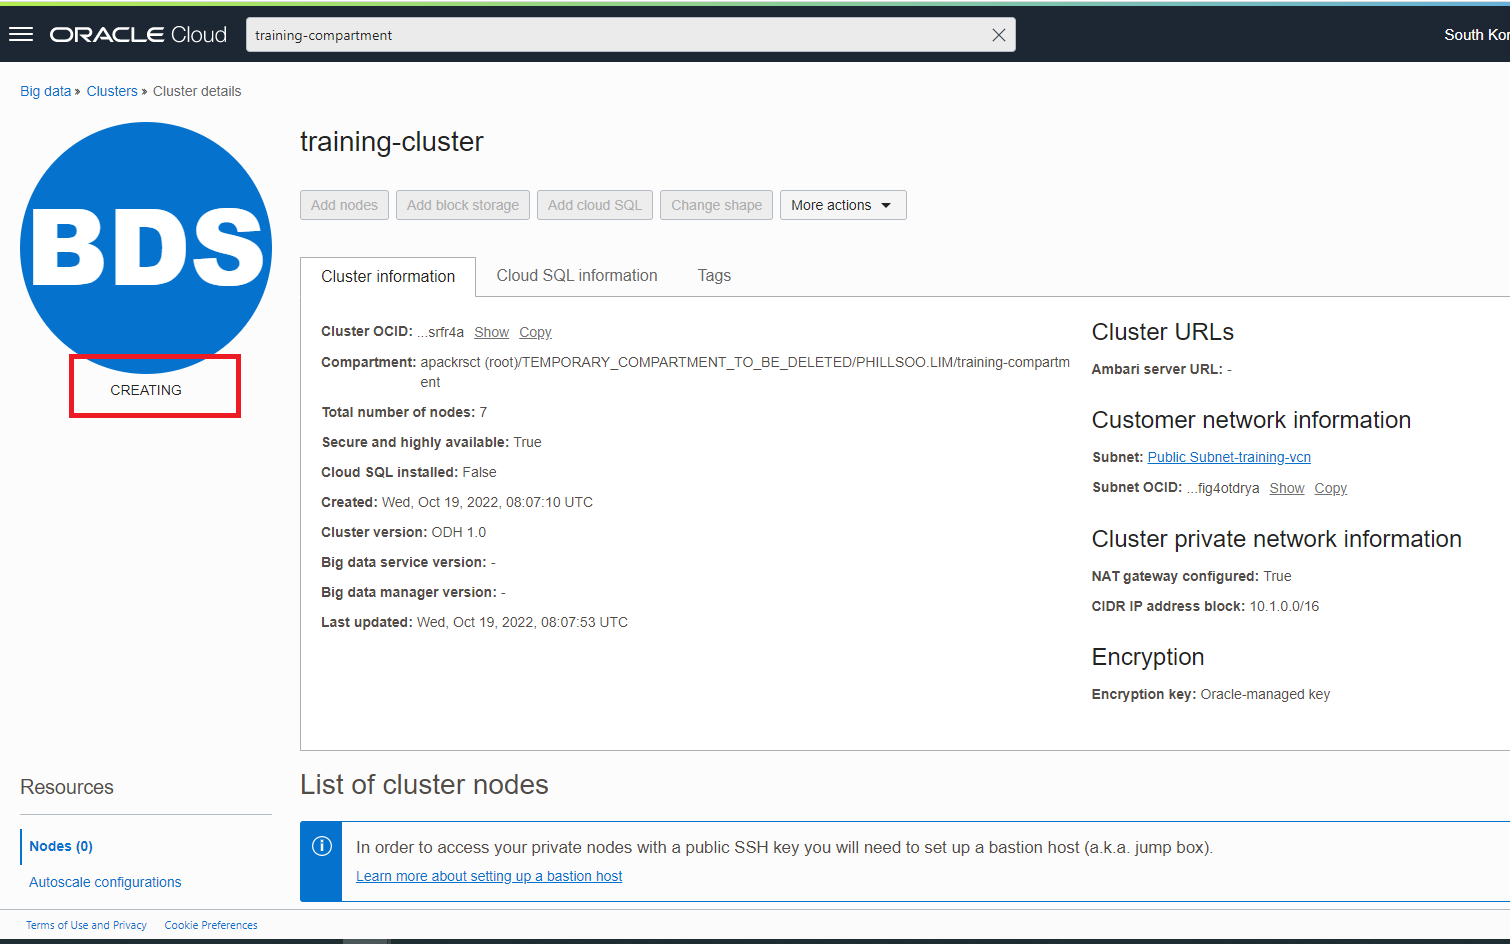 ORACLE Cloud
training-compartment
South Kor
Big data » Clusters » Cluster details
BDS
CREATING
training-cluster
Add nodes
Add block storage
Add cloud SQL
Change shape
More actions
Cluster information
Cloud SQL information
Tags
Cluster OCID: ...srfr4a Show Copy
Compartment: apackrsct (root)/TEMPORARY_COMPARTMENT_TO_BE_DELETED/PHILLSOO.LIM/training-compartm
ent
Total number of nodes: 7
Secure and highly available: True
Cloud SQL installed: False
Created: Wed, Oct 19, 2022, 08:07:10 UTC
Cluster version: ODH 1.0
Big data service version: -
Big data manager version: -
Last updated: Wed, Oct 19, 2022, 08:07:53 UTC
Cluster URLs
Ambari server URL: -
Customer network information
Subnet: Public Subnet-training-vcn
Subnet OCID: ...fig4otdrya Show Copy
Cluster private network information
NAT gateway configured: True
CIDR IP address block: 10.1.0.0/16
Encryption
Encryption key: Oracle-managed key
Resources
Nodes (0)
Autoscale configurations
List of cluster nodes
In order to access your private nodes with a public SSH key you will need to set up a bastion host (a.k.a. jump box).
Learn more about setting up a bastion host
Terms of Use and Privacy
Cookie Preferences